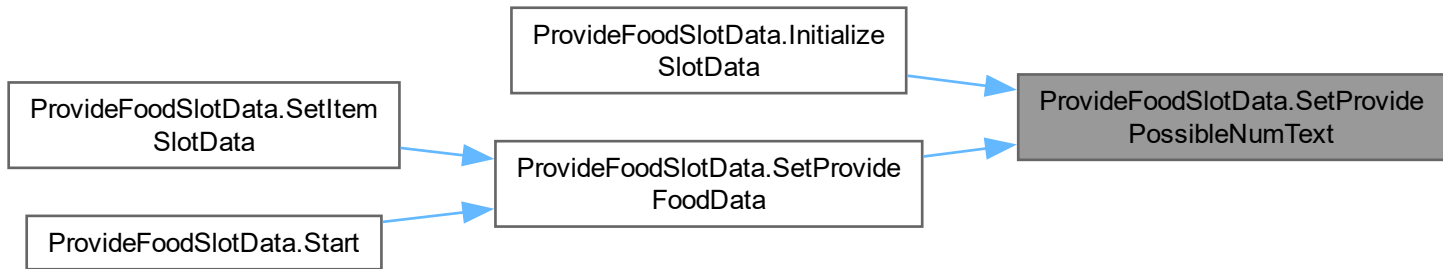 ProvideFoodSlotData.Initialize
SlotData
ProvideFoodSlotData.SetProvide
PossibleNumText
ProvideFoodSlotData.SetItem
SlotData
ProvideFoodSlotData.SetProvide
FoodData
ProvideFoodSlotData.Start